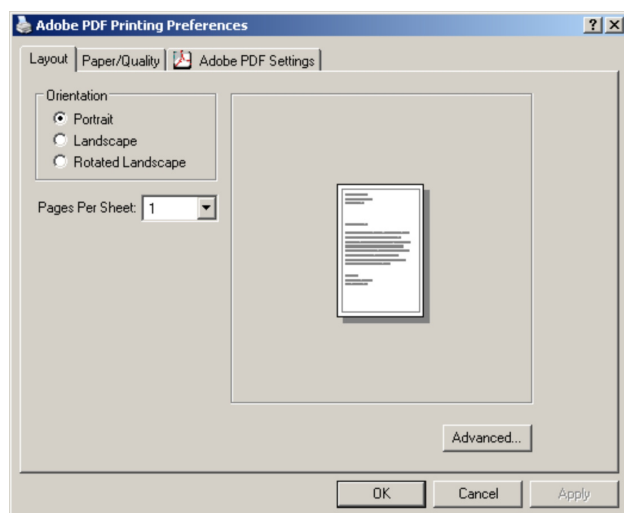 Adobe PDF Printing Preferences
Layout
Paper/Quality
Adobe PDF Settings
Orientation
Portrait
Landscape
Rotated Landscape
Pages Per Sheet: 1
Advanced...
OK
Cancel
Apply